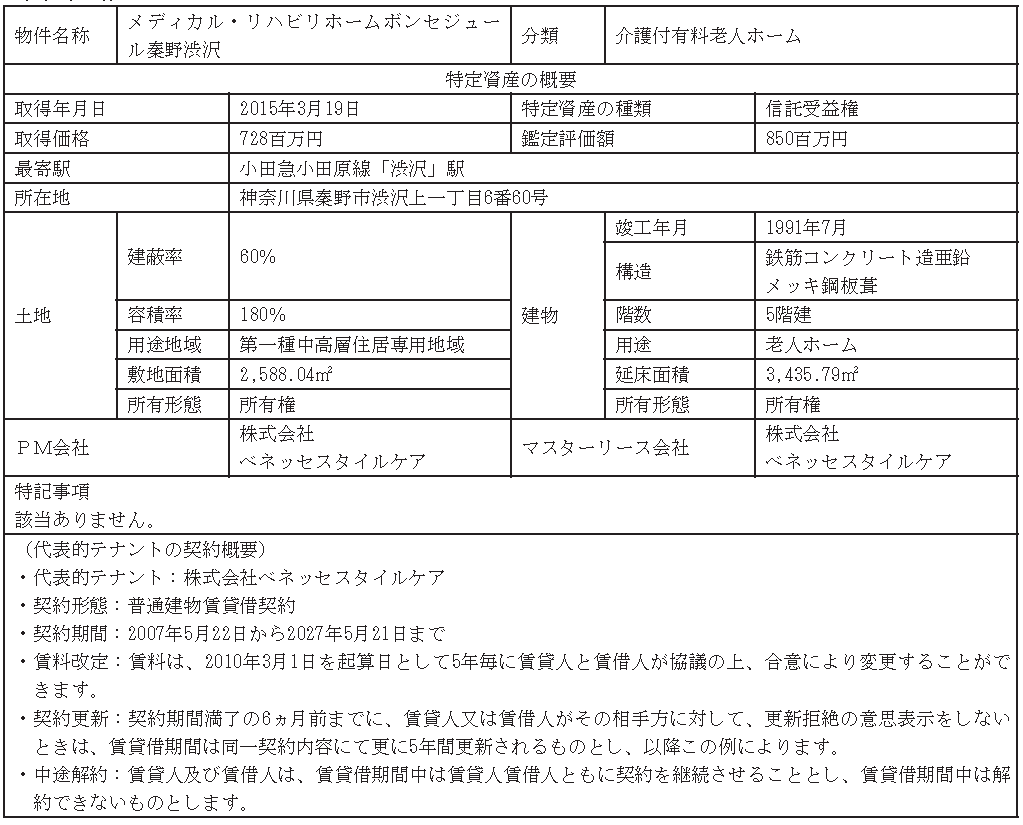 物件名称
メディカル・リハビリホームボンセジュー
ル秦野渋沢
分類
介護付有料老人ホーム
特定資産の概要
取得年月日
2015年3月19日
特定資産の種類
信託受益権
取得価格
728百万円
鑑定評価額
850百万円
最寄駅
小田急小田原線「渋沢」駅
所在地
神奈川県秦野市渋沢上一丁目6番60号
土地
建蔽率
60%
建物
竣工年月
1991年7月
構造
鉄筋コンクリート造亜鉛
メッキ鋼板葺
容積率
180%
階数
5階建
用途地域
第一種中高層住居専用地域
用途
老人ホーム
敷地面積
2,588.04㎡
延床面積
3,435.79㎡
所有形態
所有権
所有形態
所有権
ＰＭ会社
株式会社
ベネッセスタイルケア
マスターリース会社
株式会社
ベネッセスタイルケア
特記事項
該当ありません。
（代表的テナントの契約概要）
・代表的テナント：株式会社ベネッセスタイルケア
・契約形態：普通建物賃貸借契約
・契約期間：2007年5月22日から2027年5月21日まで
・賃料改定：賃料は、2010年3月1日を起算日として5年毎に賃貸人と賃借人が協議の上、合意により変更することがで
きます。
・契約更新：契約期間満了の6ヵ月前までに、賃貸人又は賃借人がその相手方に対して、更新拒絶の意思表示をしない
ときは、賃貸借期間は同一契約内容にて更に5年間更新されるものとし、以降この例によります。
・中途解約：賃貸人及び賃借人は、賃貸借期間中は賃貸人賃借人ともに契約を継続させることとし、賃貸借期間中は解
約できないものとします。